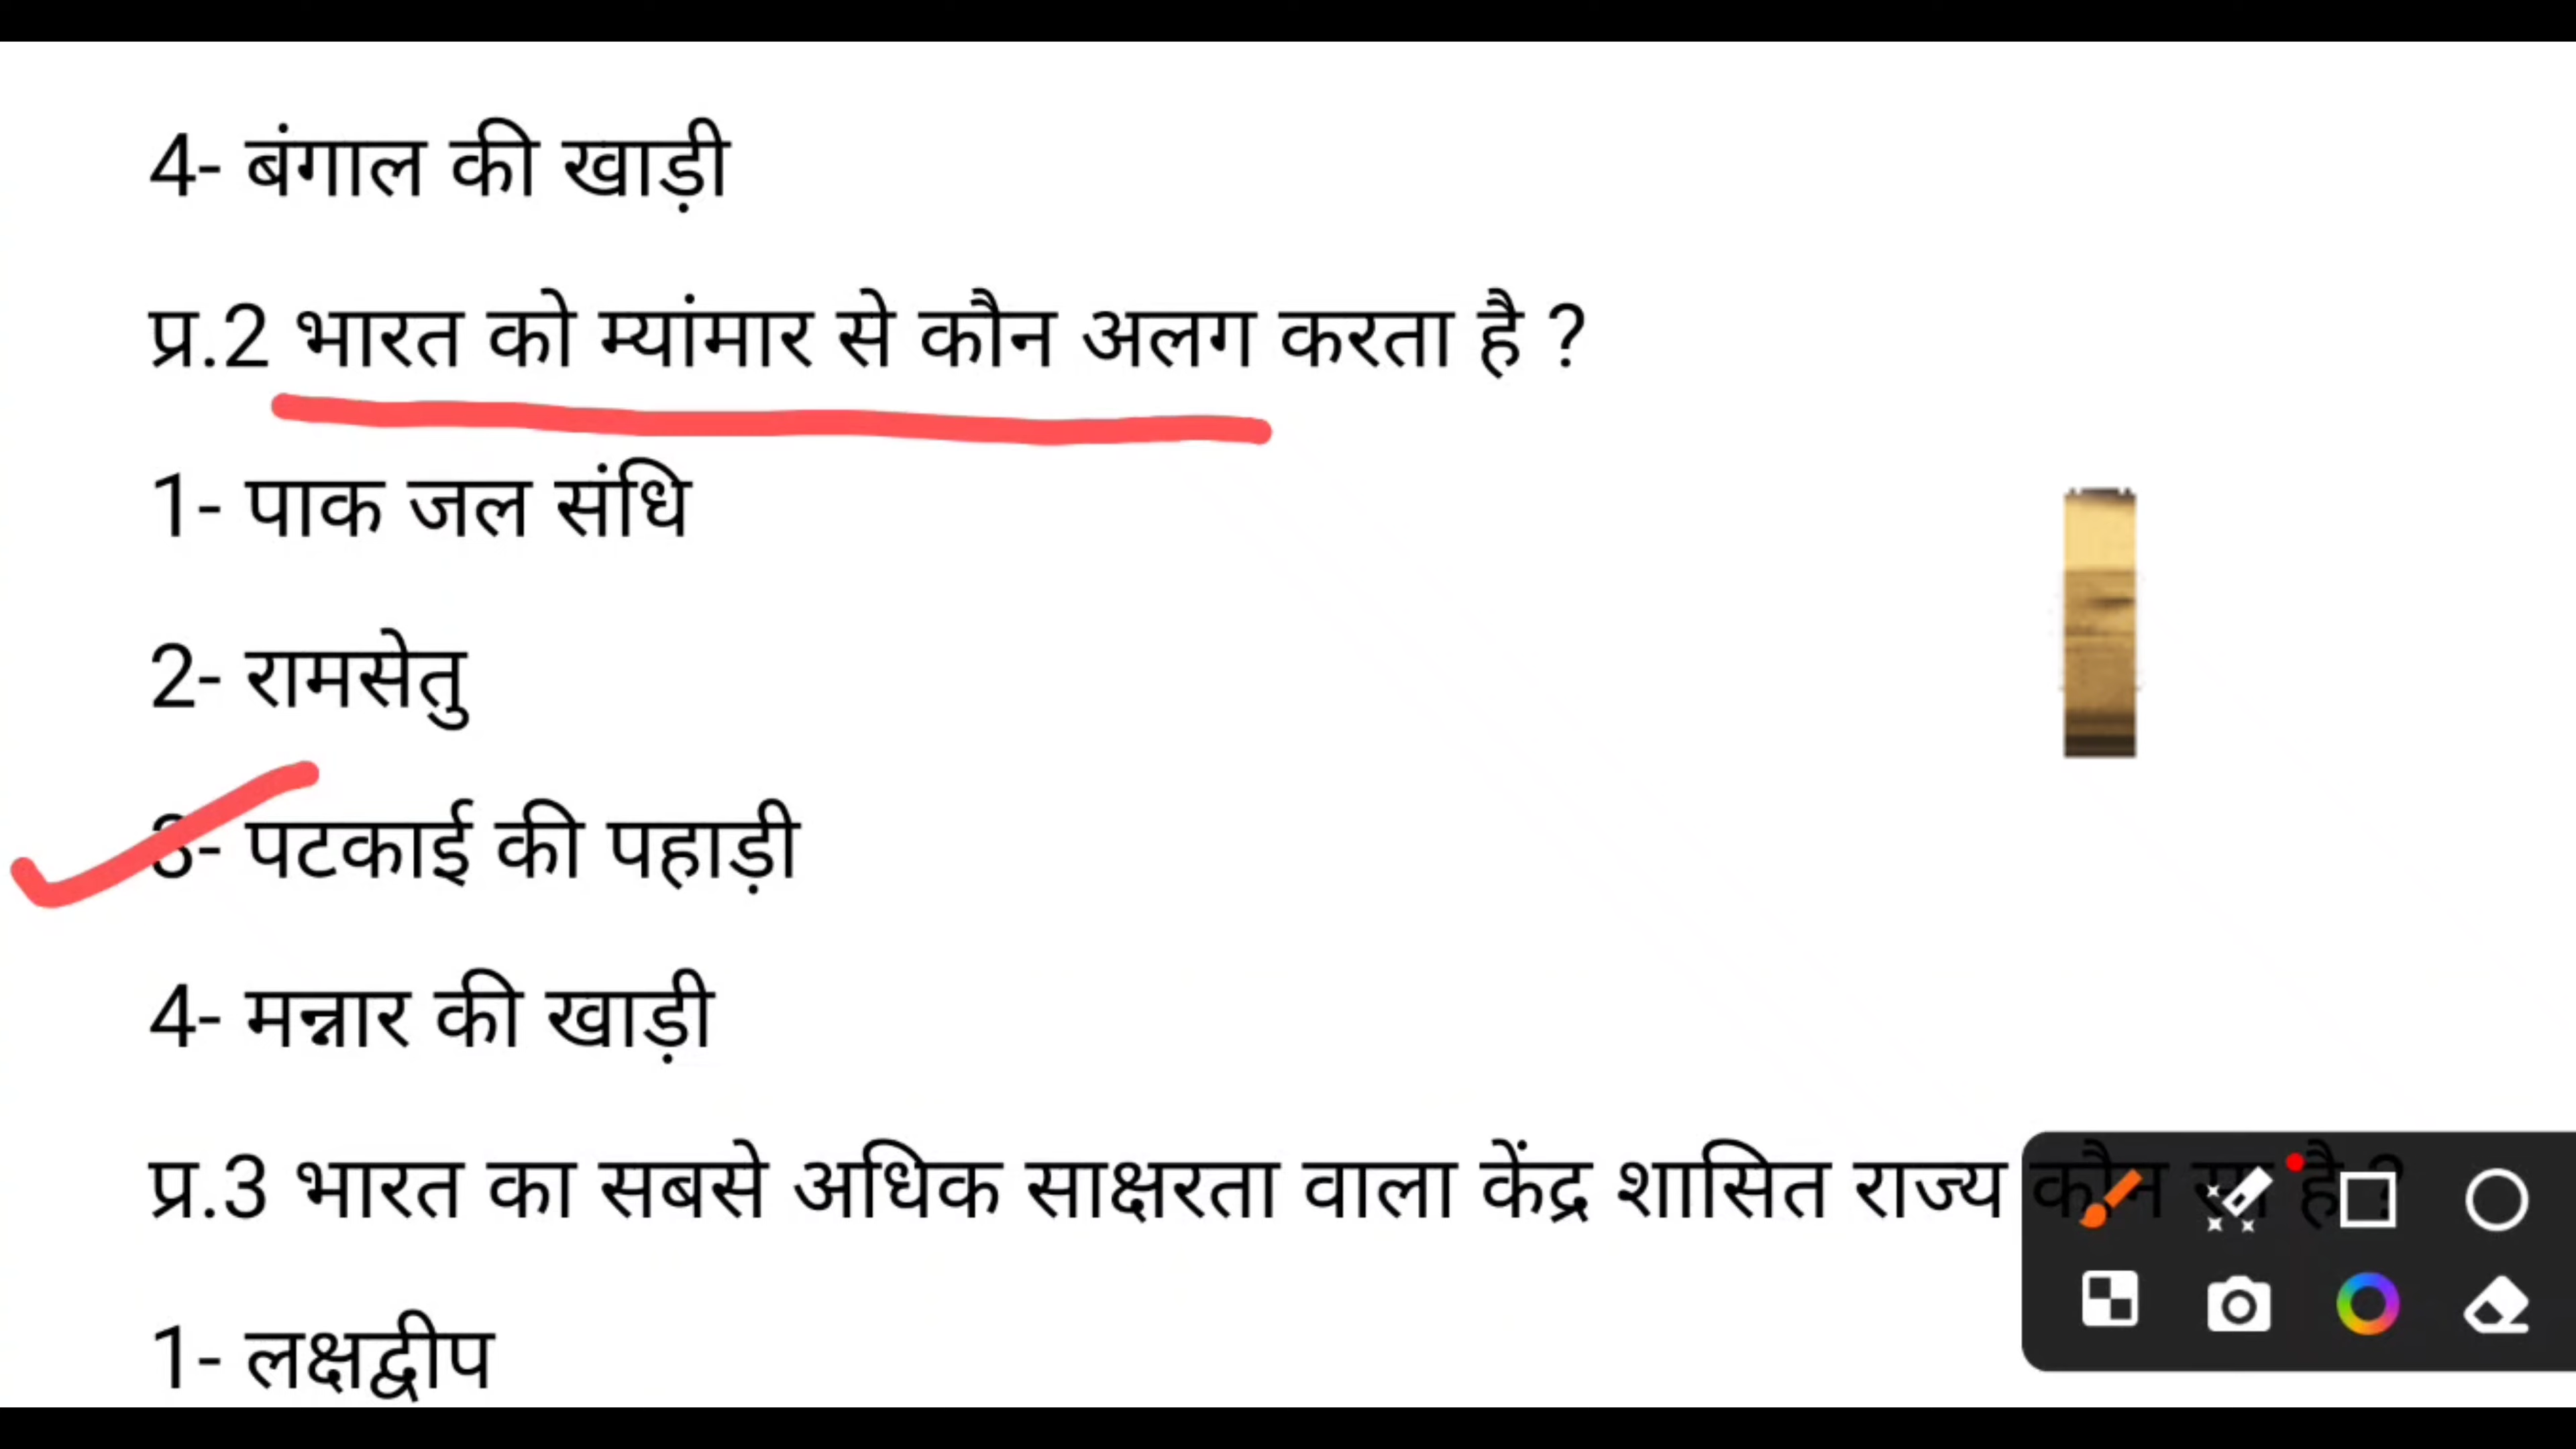 4- बंगाल की खाड़ी
प्र.2 भारत को म्यांमार से कौन अलग करता है ?
1- पाक जल संधि
2- रामसेतु
3- पटकाई की पहाड़ी
4- मन्नार की खाड़ी
प्र.3 भारत का सबसे अधिक साक्षरता वाला केंद्र शासित राज्य कौन सा है ?
1- लक्षद्वीप